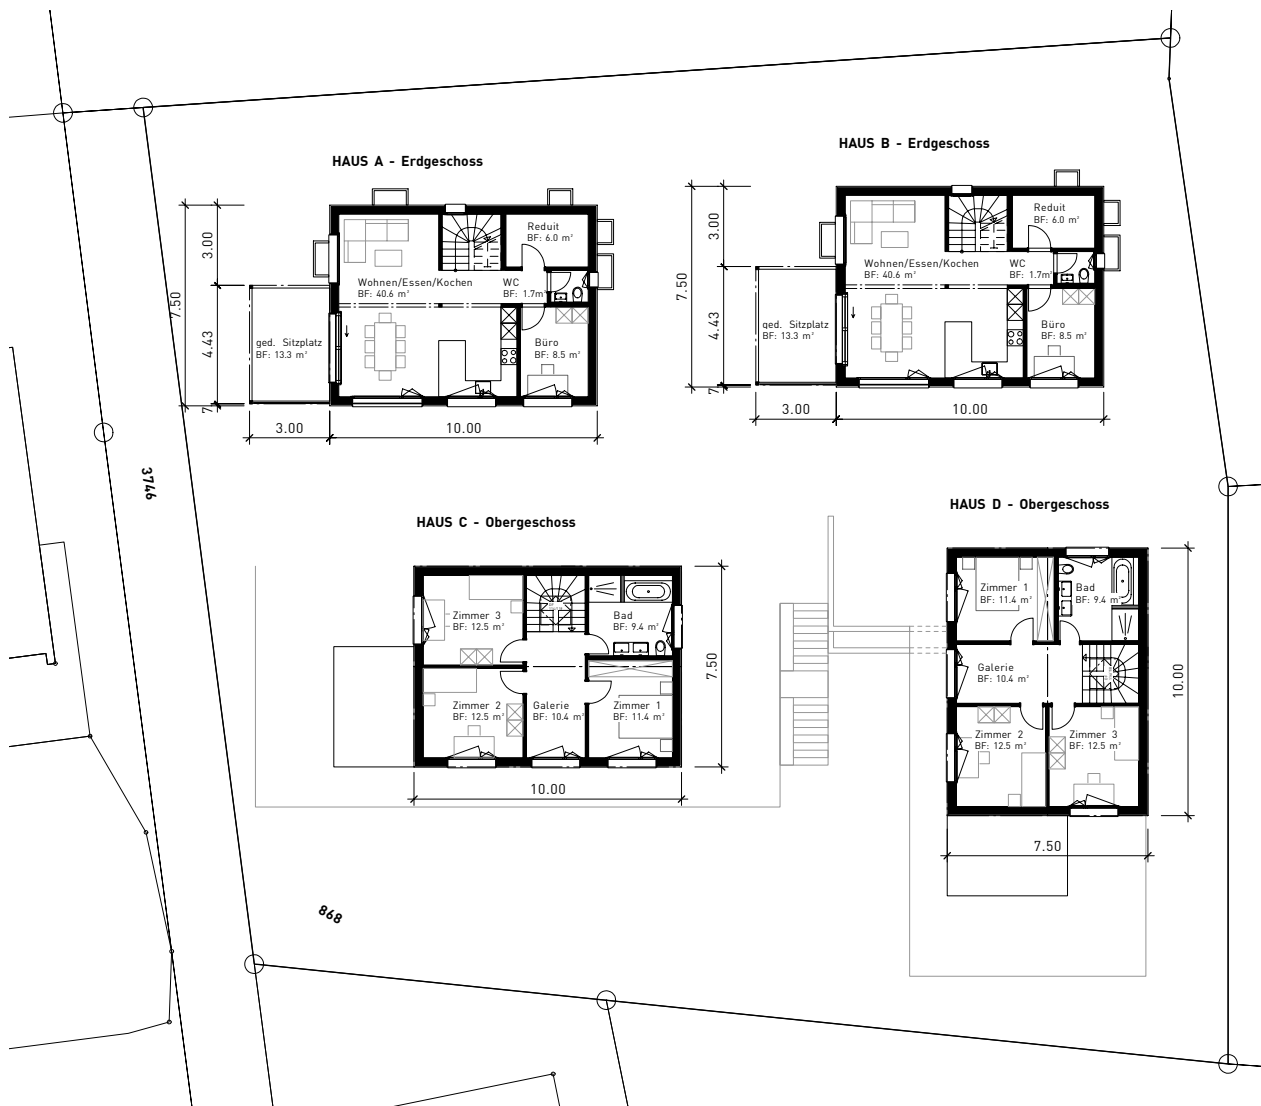 HAUS A - Erdgeschoss
3.00
7.50
4.43
7
Reduit
BF: 6.0 m²
Wohnen/Essen/Kochen
BF: 40.6 m²
WC
BF: 1.7m²
ged. Sitzplatz
BF: 13.3 m²
Büro
BF: 8.5 m²
3.00
10.00
HAUS B - Erdgeschoss
3.00
7.50
4.43
7
Reduit
BF: 6.0 m²
Wohnen/Essen/Kochen
BF: 40.6 m²
WC
BF: 1.7m²
ged. Sitzplatz
BF: 13.3 m²
Büro
BF: 8.5 m²
3.00
10.00
3746
HAUS C - Obergeschoss
Zimmer 3
BF: 12.5 m²
Bad
BF: 9.4 m²
Zimmer 2
BF: 12.5 m²
Galerie
BF: 10.4 m²
Zimmer 1
BF: 11.4 m²
7.50
10.00
HAUS D - Obergeschoss
Zimmer 1
BF: 11.4 m²
Bad
BF: 9.4 m²
Galerie
BF: 10.4 m²
Zimmer 2
BF: 12.5 m²
Zimmer 3
BF: 12.5 m²
10.00
7.50
868